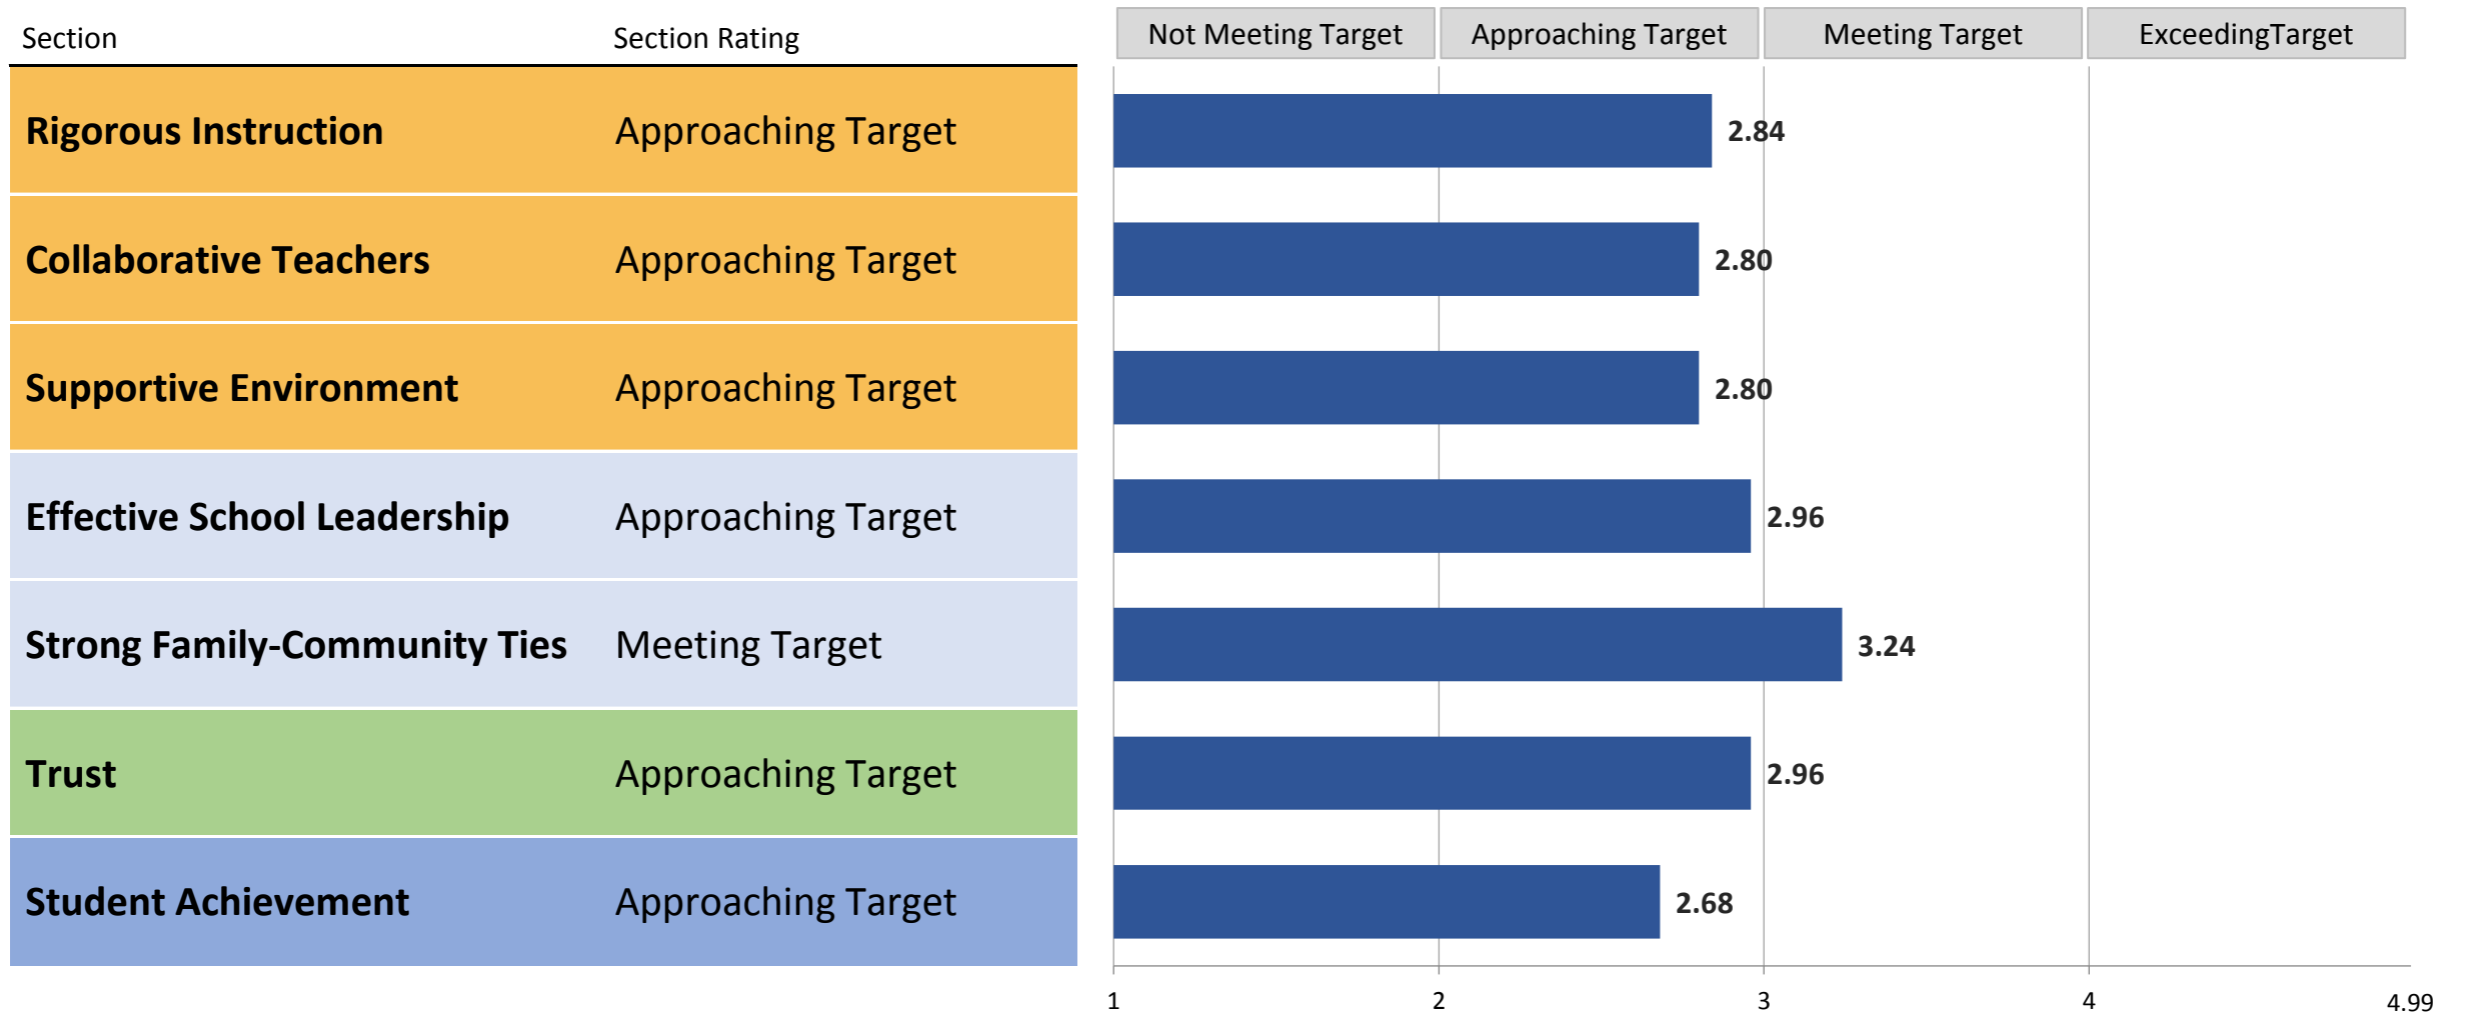 Section Section Rating Not Meeting Target Approaching Target Meeting Target ExceedingTarget
Rigorous Instruction Approaching Target 2.84
Collaborative Teachers Approaching Target 2.80
Supportive Environment Approaching Target 2.80
Effective School Leadership Approaching Target 2.96
Strong Family-Community Ties Meeting Target 3.24
Trust Approaching Target 2.96
Student Achievement Approaching Target 2.68
1 2 3 4 4.99